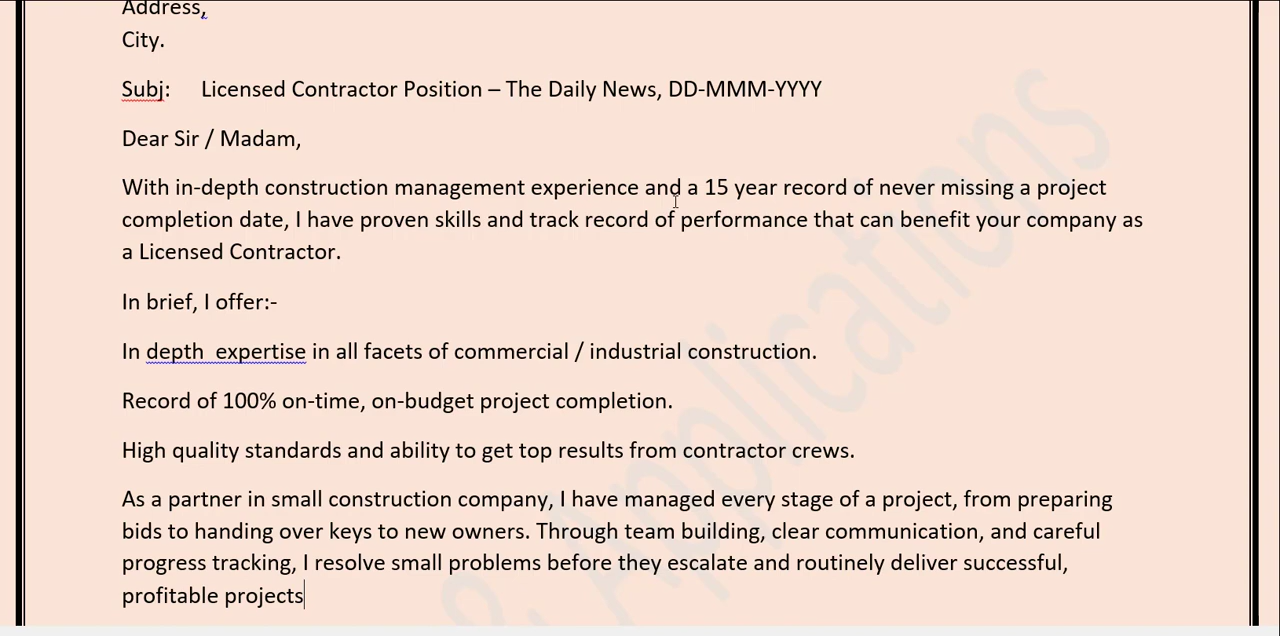 Address,
City.
Subj: Licensed Contractor Position – The Daily News, DD-MMM-YYYY
Dear Sir / Madam,
With in-depth construction management experience and a 15 year record of never missing a project
completion date, I have proven skills and track record of performance that can benefit your company as
a Licensed Contractor.
In brief, I offer:-
In depth  expertise in all facets of commercial / industrial construction.
Record of 100% on-time, on-budget project completion.
High quality standards and ability to get top results from contractor crews.
As a partner in small construction company, I have managed every stage of a project, from preparing
bids to handing over keys to new owners. Through team building, clear communication, and careful
progress tracking, I resolve small problems before they escalate and routinely deliver successful,
profitable projects
& Applications